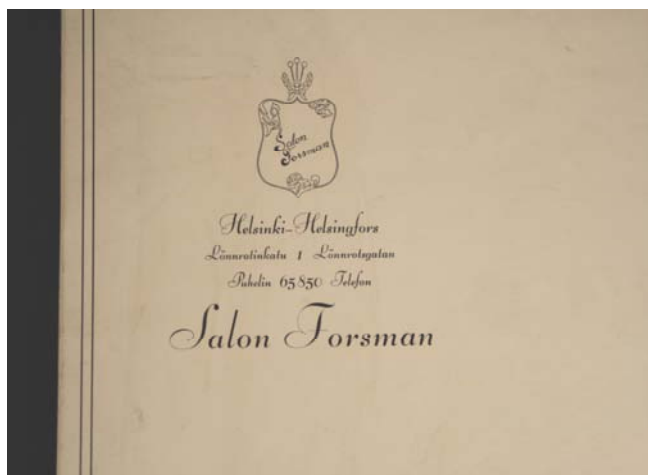 Salon
Forsman
Helsinki-Helsingfors
Lönnrotinkatu 1 Lönnrotsgatan
Puhelin 65850 Telefon
Salon Forsman